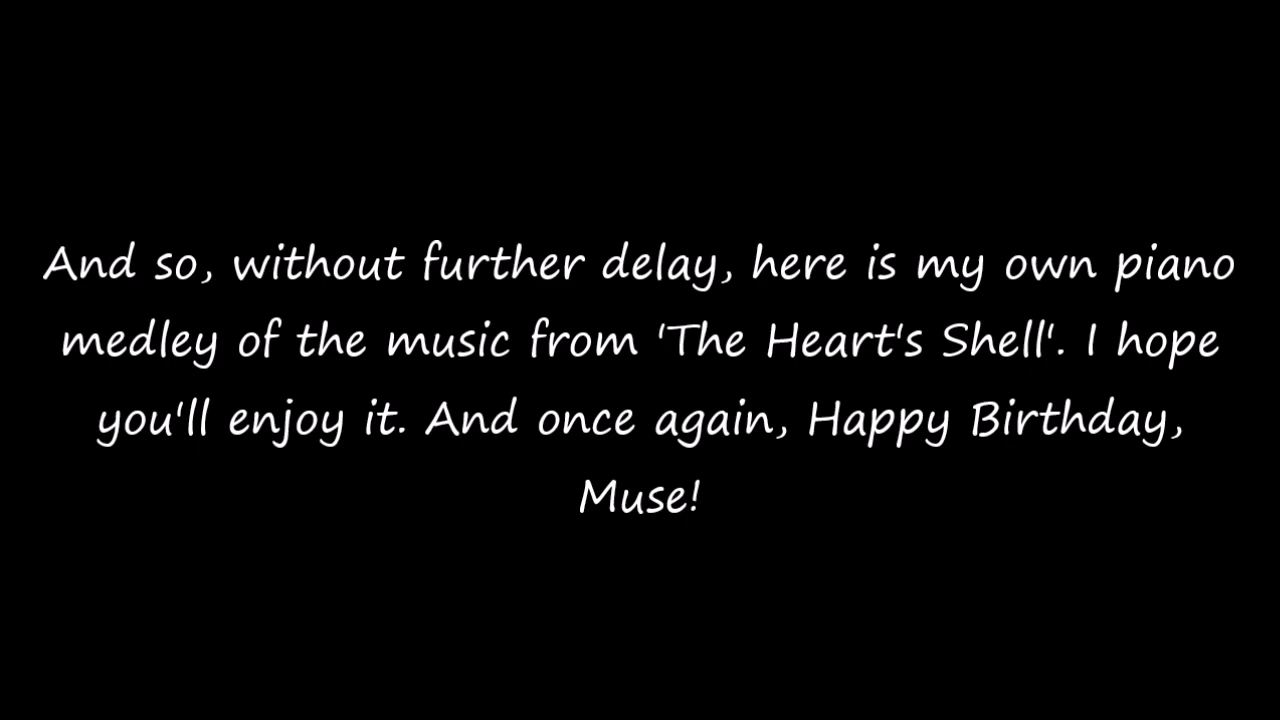 And so, without further delay, here is my own piano
medley of the music from 'The Heart's Shell'. I hope
you'll enjoy it. And once again, Happy Birthday,
Muse!